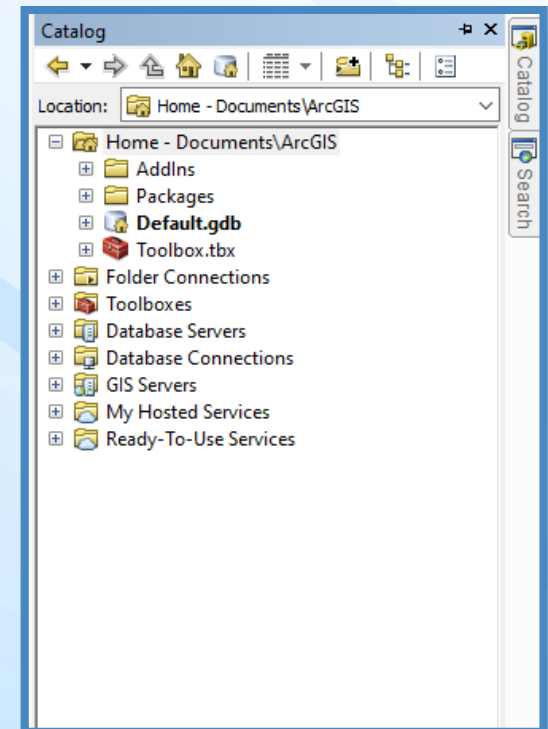 Catalog
Location: Home - Documents\ArcGIS
Home - Documents\ArcGIS
AddIns
Packages
Default.gdb
Toolbox.tbx
Folder Connections
Toolboxes
Database Servers
Database Connections
GIS Servers
My Hosted Services
Ready-To-Use Services
Catalog
Search